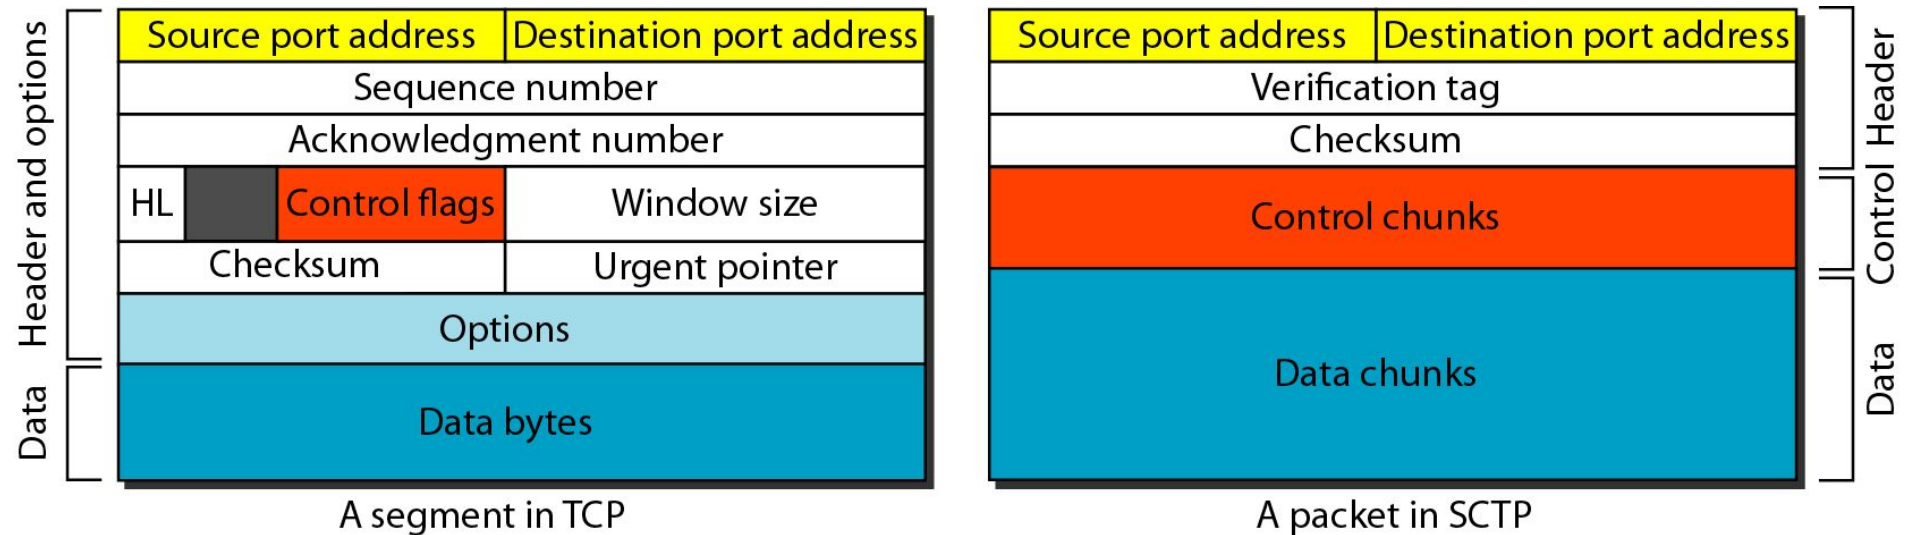 Header and options
Data
Source port address
Destination port address
Sequence number
Acknowledgment number
HL
Control flags
Window size
Checksum
Urgent pointer
Options
Data bytes
A segment in TCP
Source port address
Destination port address
Verification tag
Checksum
Control chunks
Data chunks
Header
Control
Data
A packet in SCTP